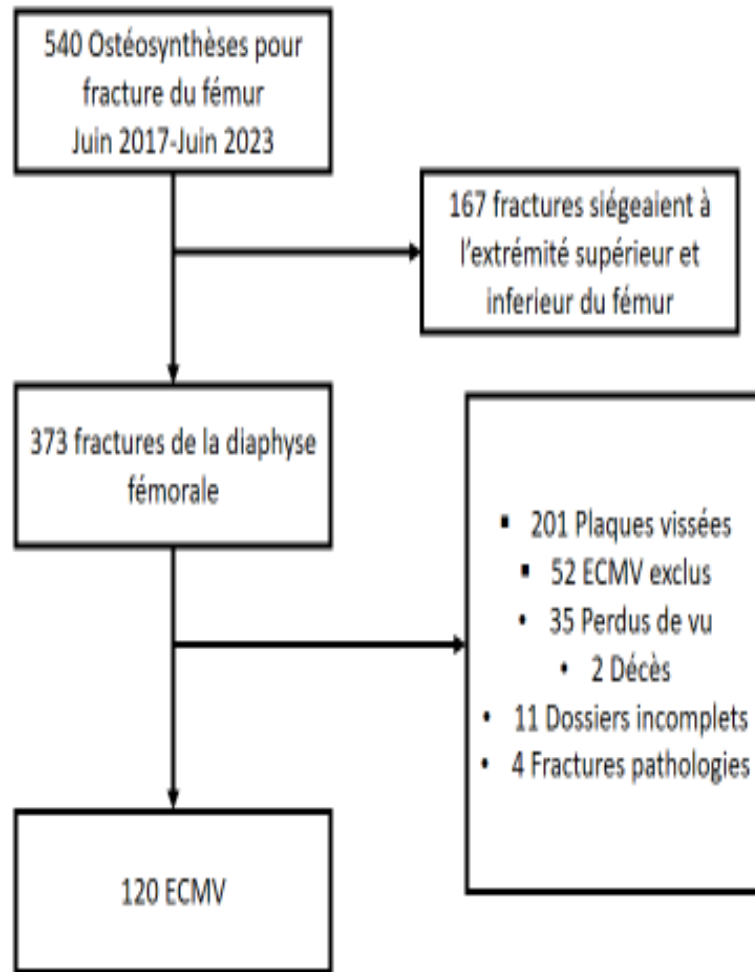 540 Ostéosynthèses pour
fracture du fémur
Juin 2017-Juin 2023
167 fractures siégeaient à
l'extrémité supérieur et
inferieur du fémur
373 fractures de la diaphyse
fémorale
▪ 201 Plaques vissées
▪ 52 ECMV exclus
• 35 Perdus de vu
• 2 Décès
• 11 Dossiers incomplets
• 4 Fractures pathologies
120 ECMV